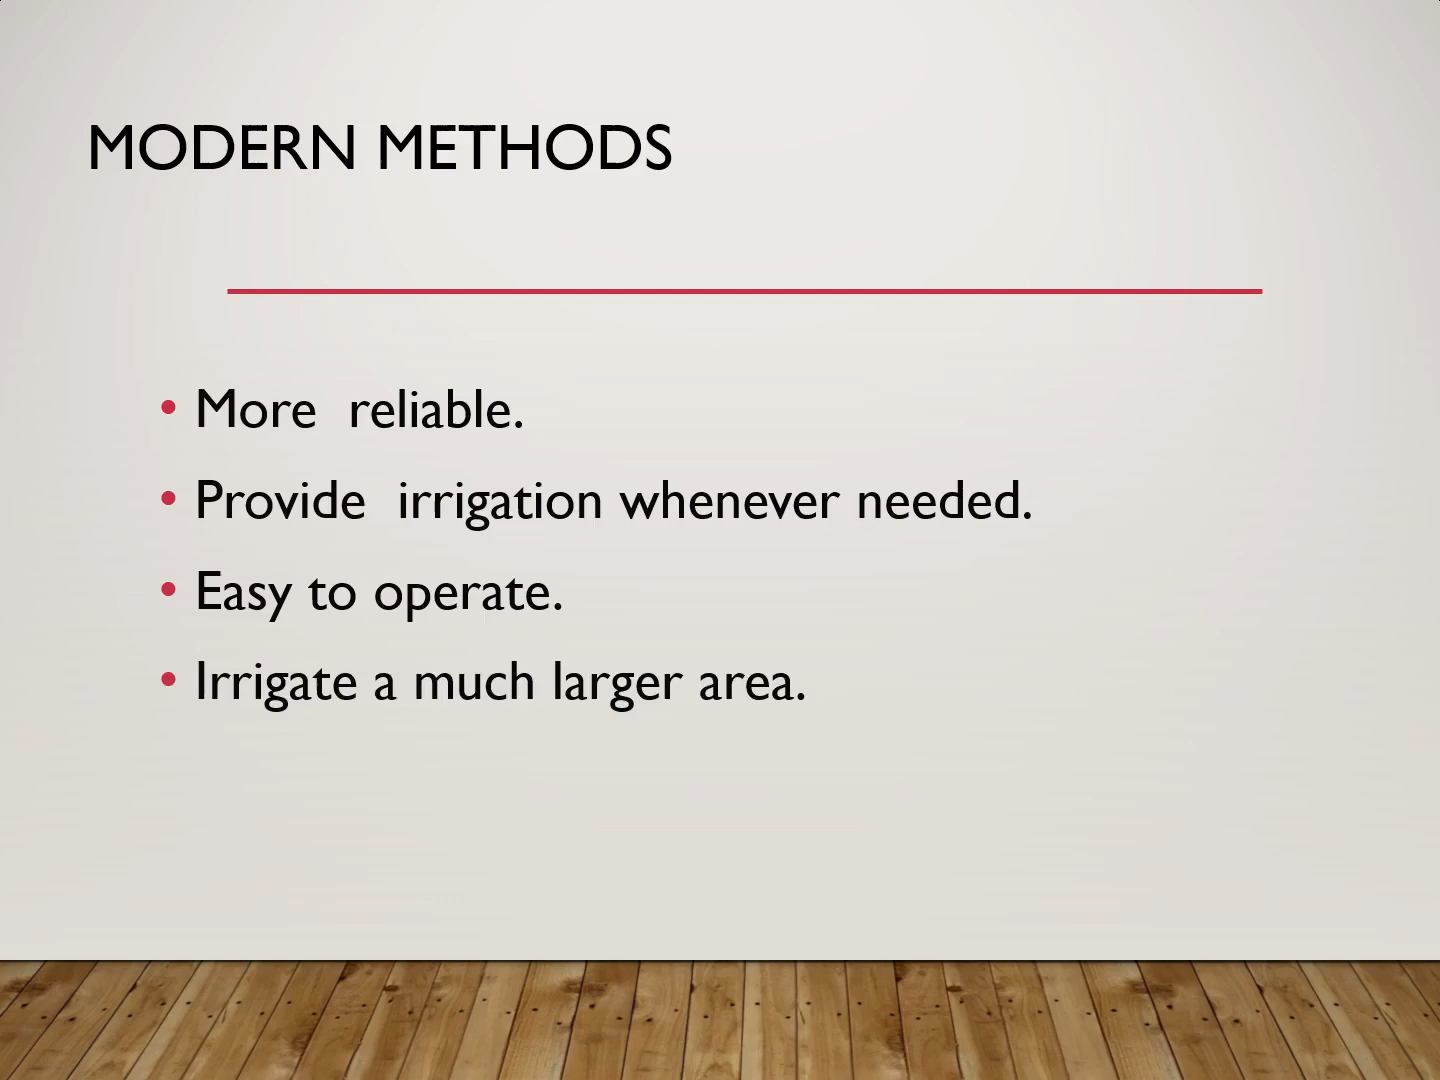 MODERN METHODS
• More  reliable.
• Provide  irrigation whenever needed.
• Easy to operate.
• Irrigate a much larger area.